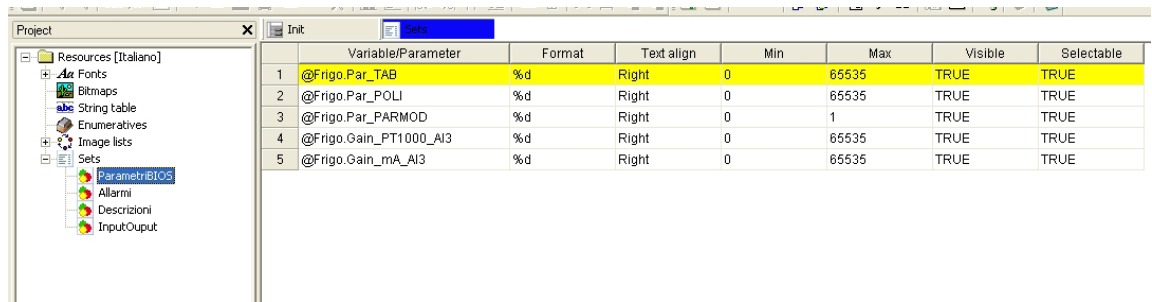 Project
Resources [Italiano]
Aa Fonts
Bitmaps
abc String table
Enumeratives
Image lists
Sets
ParametriBIOS
Allarmi
Descrizioni
InputOuput
Init
Sets
Variable/Parameter Format Text align Min Max Visible Selectable
1 @Frigo.Par_TAB %d Right 0 65535 TRUE TRUE
2 @Frigo.Par_POLI %d Right 0 65535 TRUE TRUE
3 @Frigo.Par_PARMOD %d Right 0 1 TRUE TRUE
4 @Frigo.Gain_PT1000_AI3 %d Right 0 65535 TRUE TRUE
5 @Frigo.Gain_mA_AI3 %d Right 0 65535 TRUE TRUE